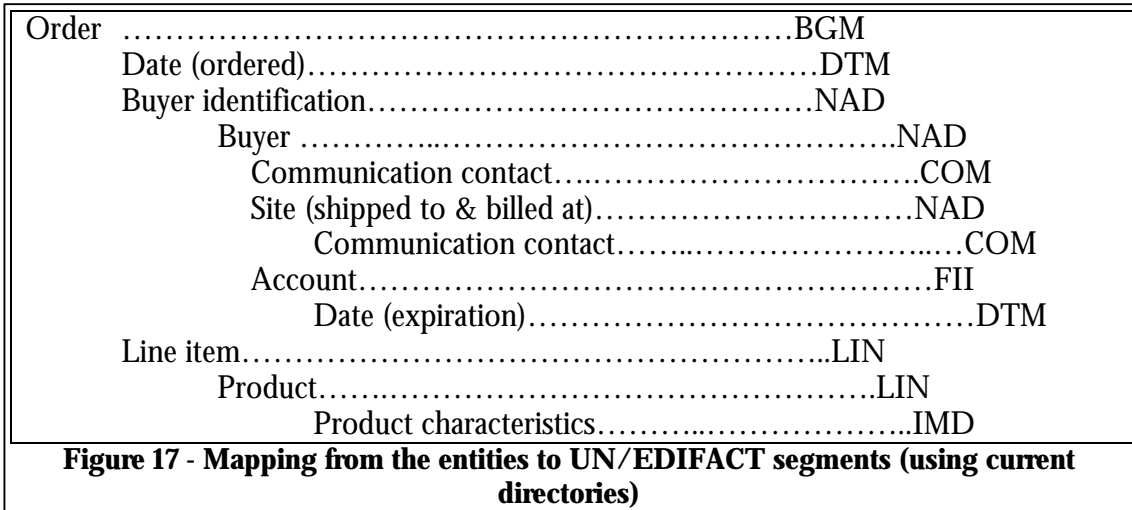 Order ……………………………………………………………BGM
Date (ordered)……………………………………………DTM
Buyer identification………………………………………NAD
Buyer …………..………………………………………….NAD
Communication contact….…………………………….COM
Site (shipped to & billed at)……………………………NAD
Communication contact……..……………………..…COM
Account…………………………………………………FII
Date (expiration)………………………………………DTM
Line item…………………………………………………..LIN
Product…….………………………………………….LIN
Product characteristics………..…………………..IMD
Figure 17 - Mapping from the entities to UN/EDIFACT segments (using current
directories)